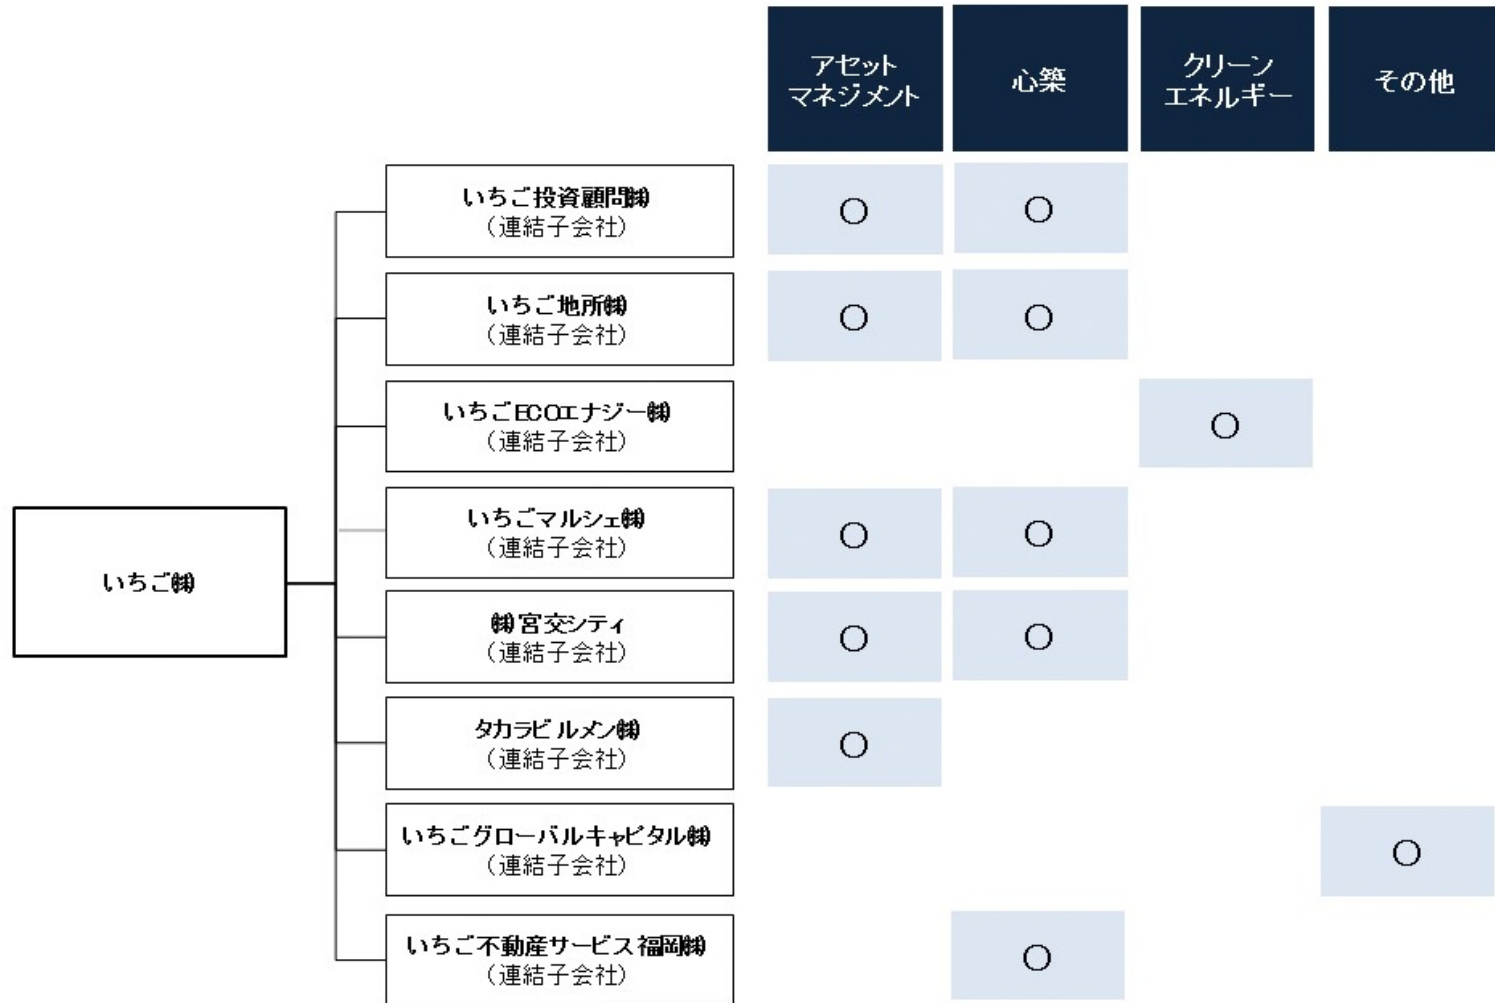 アセット
マネジメント
心築
クリーン
エネルギー
その他
いちご投資顧問㈱
（連結子会社）
○ ○
いちご地所㈱
（連結子会社）
○ ○
いちごECOエナジー㈱
（連結子会社）
○
いちごマルシェ㈱
（連結子会社）
○ ○
いちご㈱
㈱宮交シティ
（連結子会社）
○ ○
タカラビルメン㈱
（連結子会社）
○
いちごグローバルキャピタル㈱
（連結子会社）
○
いちご不動産サービス福岡㈱
（連結子会社）
○